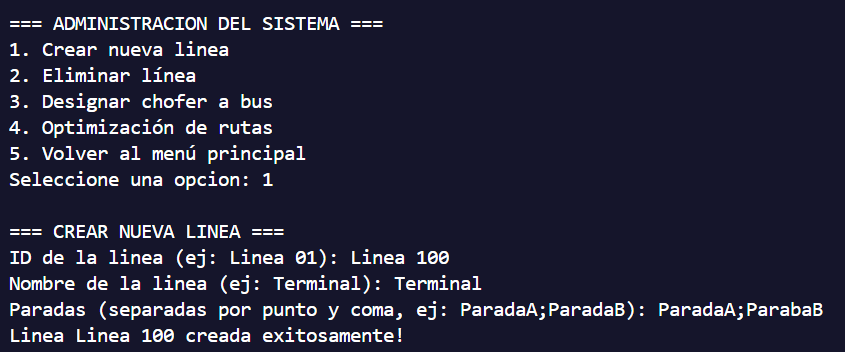 === ADMINISTRACION DEL SISTEMA ===
1. Crear nueva linea
2. Eliminar línea
3. Designar chofer a bus
4. Optimización de rutas
5. Volver al menú principal
Seleccione una opcion: 1
=== CREAR NUEVA LINEA ===
ID de la linea (ej: Linea 01): Linea 100
Nombre de la linea (ej: Terminal): Terminal
Paradas (separadas por punto y coma, ej: ParadaA;ParadaB): ParadaA;ParabaB
Linea Linea 100 creada exitosamente!